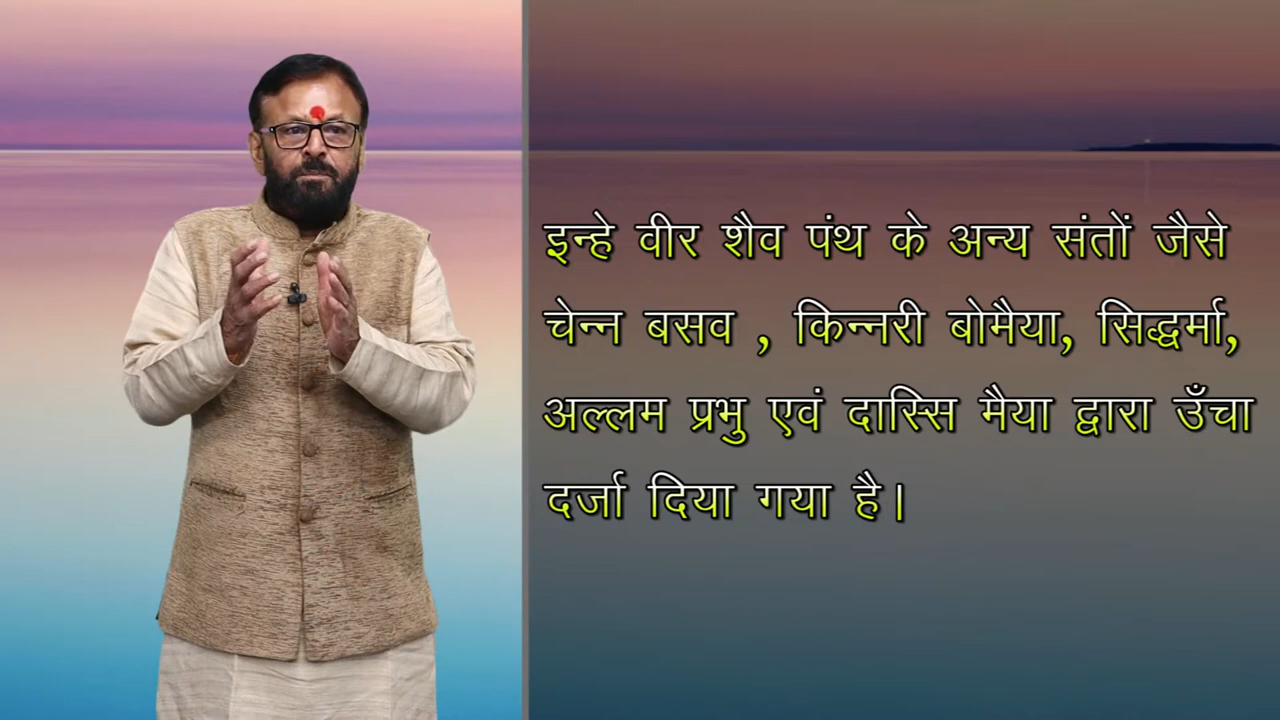 इन्हे वीर शैव पंथ के अन्य संतों जैसे
चेन्न बसव , किन्नरी बोमैया, सिद्धर्मा,
अल्लम प्रभु एवं दास्सि मैया द्वारा उँचा
दर्जा दिया गया है।